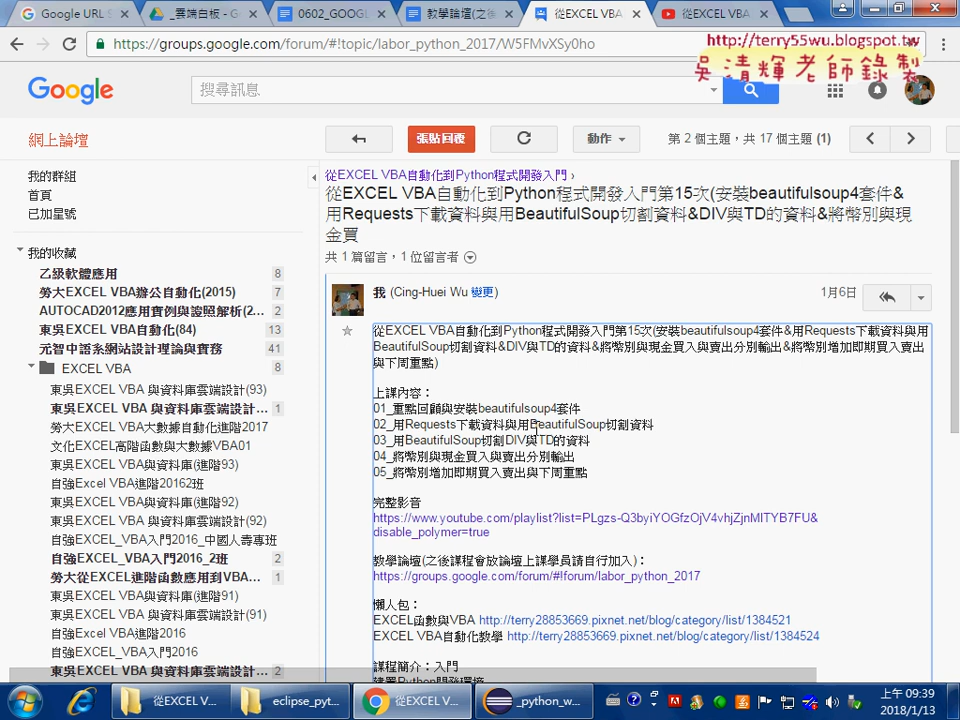 Google URL S
_雲端白板 - G
0602_GOOGL
教學論壇(之後
從EXCEL VBA
從EXCEL VBA
https://groups.google.com/forum/#!topic/labor_python_2017/W5FMvXSy0ho
http://terry55wu.blogspot.tw
吳清輝老師錄製
Google
搜尋訊息
網上論壇
張貼回覆
動作
第 2 個主題，共 17 個主題 (1)
我的群組
首頁
已加星號
我的收藏
乙級軟體應用 8
勞大EXCEL VBA辦公自動化(2015) 7
AUTOCAD2012應用實例與證照解析(2... 2
東吳EXCEL VBA自動化(84) 13
元智中語系網站設計理論與實務 41
EXCEL VBA 8
東吳EXCEL VBA 與資料庫雲端設計(93)
東吳EXCEL VBA 與資料庫雲端設計... 1
勞大EXCEL VBA大數據自動化進階2017
文化EXCEL高階函數與大數據VBA01
東吳EXCEL VBA與資料庫(進階93)
自強Excel VBA進階20162班
東吳EXCEL VBA與資料庫(進階92)
東吳EXCEL VBA 與資料庫雲端設計(92)
自強EXCEL_VBA入門2016_中國人壽專班
自強EXCEL_VBA入門2016_2班 2
勞大從EXCEL進階函數應用到VBA... 1
東吳EXCEL VBA與資料庫(進階91)
東吳EXCEL VBA 與資料庫雲端設計(91)
自強Excel VBA進階2016
自強EXCEL_VBA入門2016
東吳EXCEL VBA 與資料庫雲端設計... 2
從EXCEL VBA自動化到Python程式開發入門 ›
從EXCEL VBA自動化到Python程式開發入門第15次(安裝beautifulsoup4套件&
用Requests下載資料與用BeautifulSoup切割資料&DIV與TD的資料&將幣別與現
金買
共 1 篇留言，1 位留言者
我 (Cing-Huei Wu 變更)
1月6日
從EXCEL VBA自動化到Python程式開發入門第15次(安裝beautifulsoup4套件&用Requests下載資料與用
BeautifulSoup切割資料&DIV與TD的資料&將幣別與現金買入與賣出分別輸出&將幣別增加即期買入賣出
與下周重點)
上課內容：
01_重點回顧與安裝beautifulsoup4套件
02_用Requests下載資料與用BeautifulSoup切割資料
03_用BeautifulSoup切割DIV與TD的資料
04_將幣別與現金買入與賣出分別輸出
05_將幣別增加即期買入賣出與下周重點
完整影音
https://www.youtube.com/playlist?list=PLgzs-Q3byiYOGfzOjV4vhjZjnMITYB7FU&
disable_polymer=true
教學論壇(之後課程會放論壇上課學員請自行加入)：
https://groups.google.com/forum/#!forum/labor_python_2017
懶人包：
EXCEL函數與VBA http://terry28853669.pixnet.net/blog/category/list/1384521
EXCEL VBA自動化教學 http://terry28853669.pixnet.net/blog/category/list/1384524
課程簡介：入門
建置Python開發環境
從EXCEL V...
eclipse_pyt...
從EXCEL V...
_python_w...
上午 09:39
2018/1/13